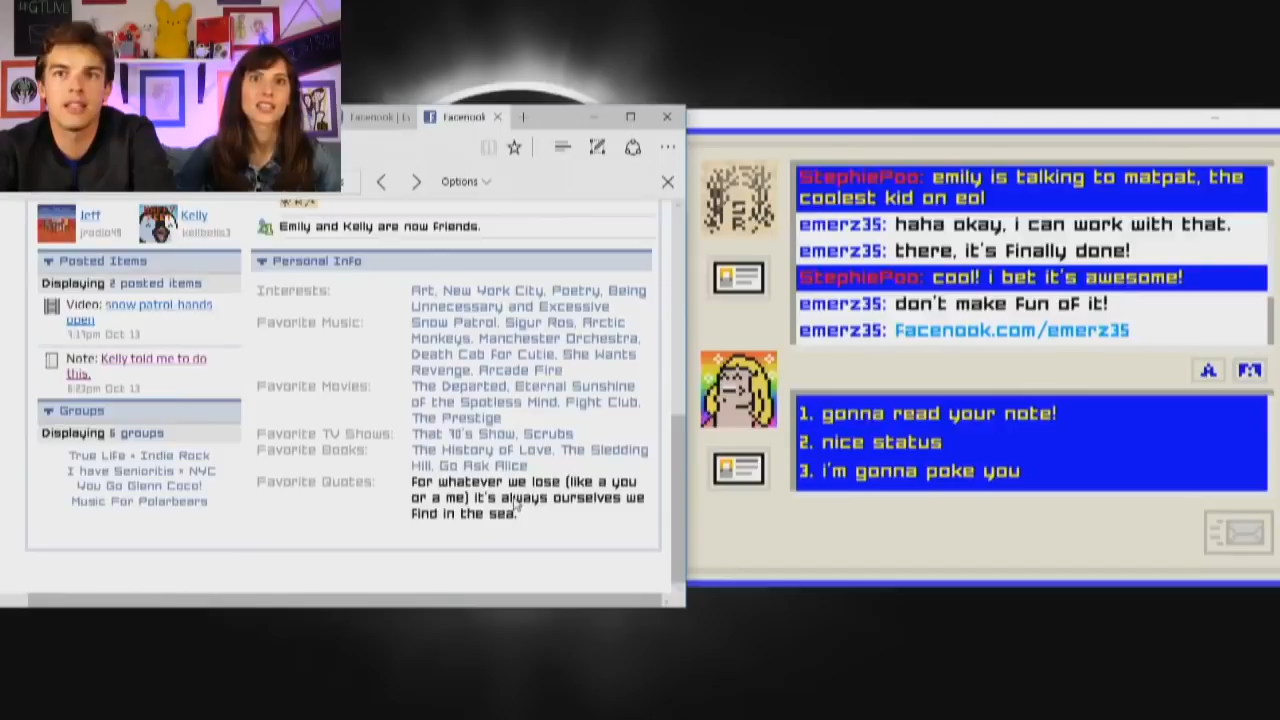 #GTLIVE
Facenook | Ev
Facenook
Options
Jeff
Kelly
Emily and Kelly are now friends.
Posted Items
Displaying 2 posted items
Video: snow patrol hands
open
Oct 13
Note: Kelly told me to do
this.
Oct 13
Groups
Displaying 6 groups
True Life * Indie Rock
I have Senioritis * NYC
You Go Glenn Coco!
Music For Polarbears
Personal Info
Interests: Art, New York City, Poetry, Being
Unnecessary and Excessive
Favorite Music: Snow Patrol, Sigur Ros, Arctic
Monkeys, Manchester Orchestra,
Death Cab For Cutie, She Wants
Revenge, Arcade Fire
Favorite Movies: The Departed, Eternal Sunshine
of the Spotless Mind, Fight Club,
The Prestige
Favorite TV Shows: That 70's Show, Scrubs
Favorite Books: The History of Love, The Sledding
Hill, Go Ask Alice
Favorite Quotes: For whatever we lose (like a you
or a me) it's always ourselves we
find in the sea.
StephiePoo: emily is talking to matpat, the
coolest kid on eol
emerz35: haha okay, i can work with that.
emerz35: there, it's finally done!
StephiePoo: cool! i bet it's awesome!
emerz35: don't make fun of it!
emerz35: Facenook.com/emerz35
A
1. gonna read your note!
2. nice status
3. i'm gonna poke you